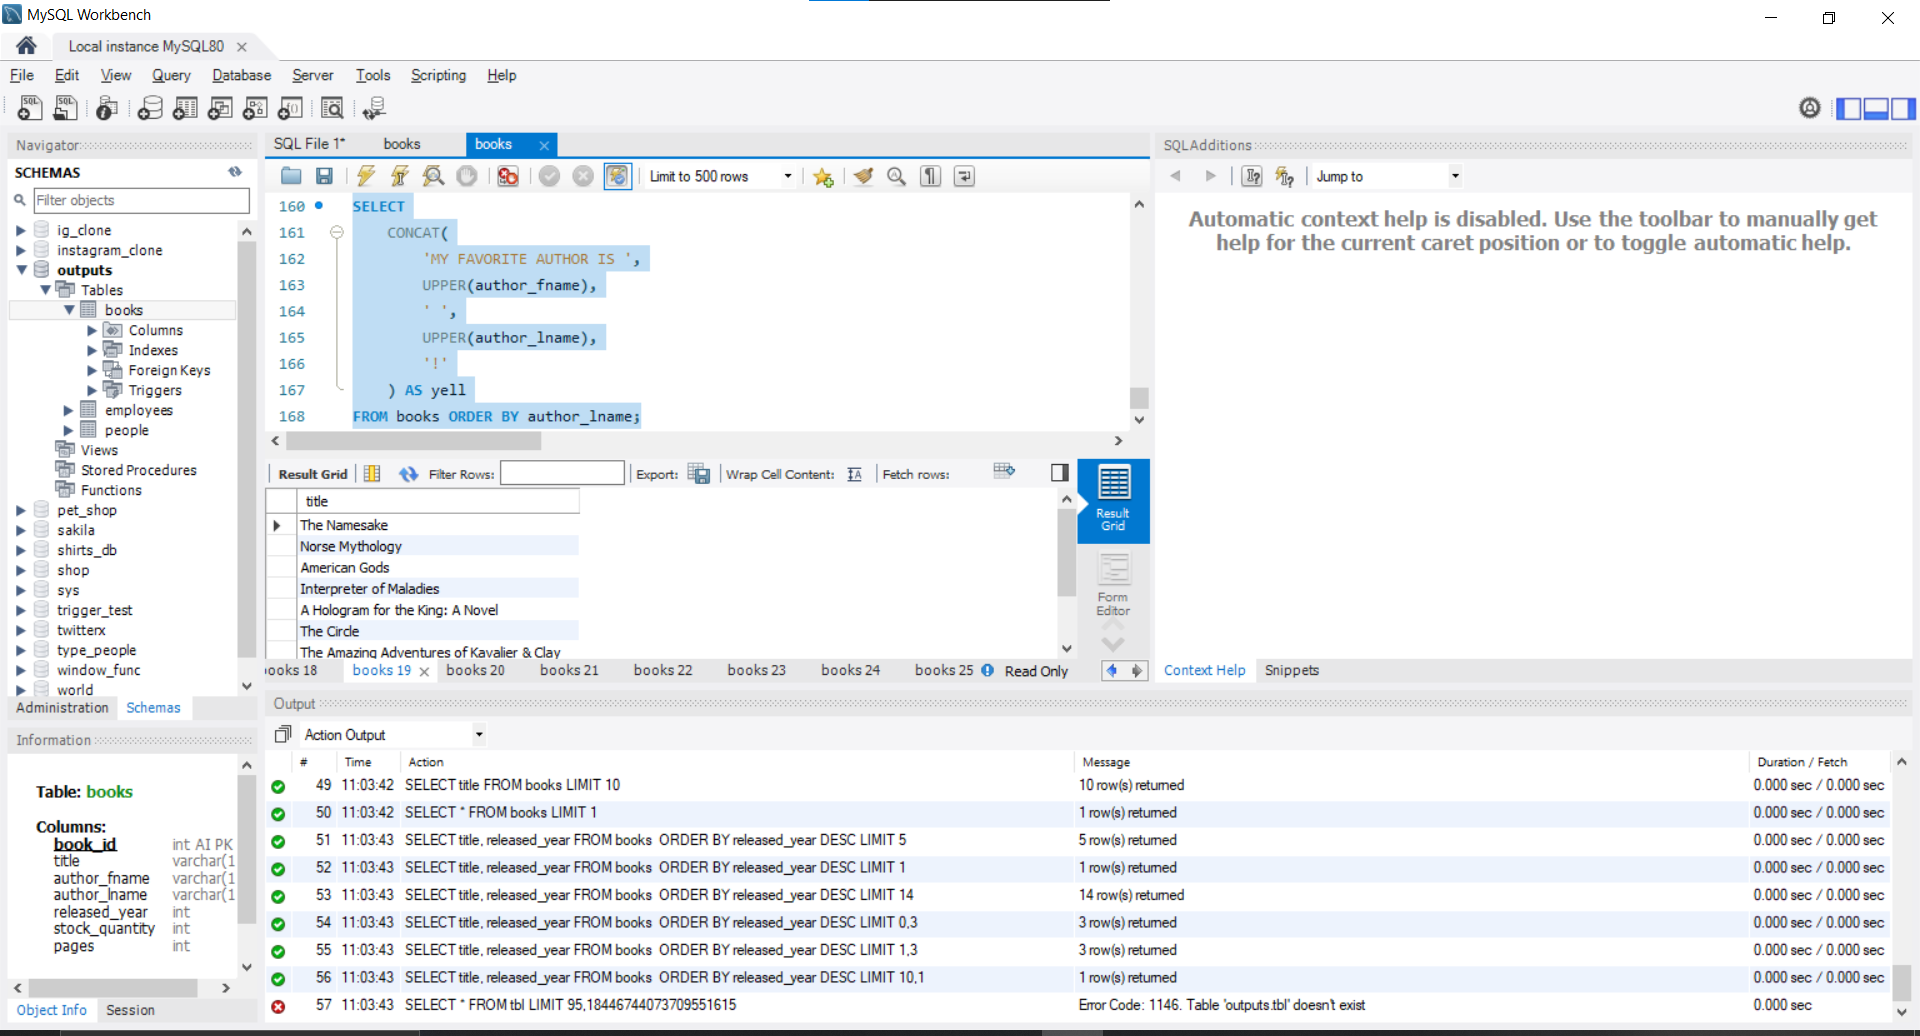 MySQL Workbench
Local instance MySQL80
File Edit View Query Database Server Tools Scripting Help
Navigator
SCHEMAS
Filter objects
ig_clone
instagram_clone
outputs
Tables
books
Columns
Indexes
Foreign Keys
Triggers
employees
people
Views
Stored Procedures
Functions
pet_shop
sakila
shirts_db
shop
sys
trigger_test
twitterx
type_people
window_func
world
Administration Schemas
Information
Table: books
Columns:
book_id int AI PK
title varchar(1
author_fname varchar(1
author_lname varchar(1
released_year int
stock_quantity int
pages int
Object Info Session
SQL File 1* books books
Limit to 500 rows
160 SELECT
161 CONCAT(
162 'MY FAVORITE AUTHOR IS ',
163 UPPER(author_fname),
164 ' ',
165 UPPER(author_lname),
166 '!'
167 ) AS yell
168 FROM books ORDER BY author_lname;
Result Grid Filter Rows: Export: Wrap Cell Content: Fetch rows:
title
The Namesake
Norse Mythology
American Gods
Interpreter of Maladies
A Hologram for the King: A Novel
The Circle
The Amazing Adventures of Kavalier & Clay
Result
Grid
Form
Editor
ooks 18 books 19 books 20 books 21 books 22 books 23 books 24 books 25 Read Only
SQLAdditions
Jump to
Automatic context help is disabled. Use the toolbar to manually get
help for the current caret position or to toggle automatic help.
Context Help Snippets
Output
Action Output
# Time Action Message Duration / Fetch
49 11:03:42 SELECT title FROM books LIMIT 10 10 row(s) returned 0.000 sec / 0.000 sec
50 11:03:42 SELECT * FROM books LIMIT 1 1 row(s) returned 0.000 sec / 0.000 sec
51 11:03:43 SELECT title, released_year FROM books ORDER BY released_year DESC LIMIT 5 5 row(s) returned 0.000 sec / 0.000 sec
52 11:03:43 SELECT title, released_year FROM books ORDER BY released_year DESC LIMIT 1 1 row(s) returned 0.000 sec / 0.000 sec
53 11:03:43 SELECT title, released_year FROM books ORDER BY released_year DESC LIMIT 14 14 row(s) returned 0.000 sec / 0.000 sec
54 11:03:43 SELECT title, released_year FROM books ORDER BY released_year DESC LIMIT 0,3 3 row(s) returned 0.000 sec / 0.000 sec
55 11:03:43 SELECT title, released_year FROM books ORDER BY released_year DESC LIMIT 1,3 3 row(s) returned 0.000 sec / 0.000 sec
56 11:03:43 SELECT title, released_year FROM books ORDER BY released_year DESC LIMIT 10,1 1 row(s) returned 0.000 sec / 0.000 sec
57 11:03:43 SELECT * FROM tbl LIMIT 95,18446744073709551615 Error Code: 1146. Table 'outputs.tbl' doesn't exist 0.000 sec